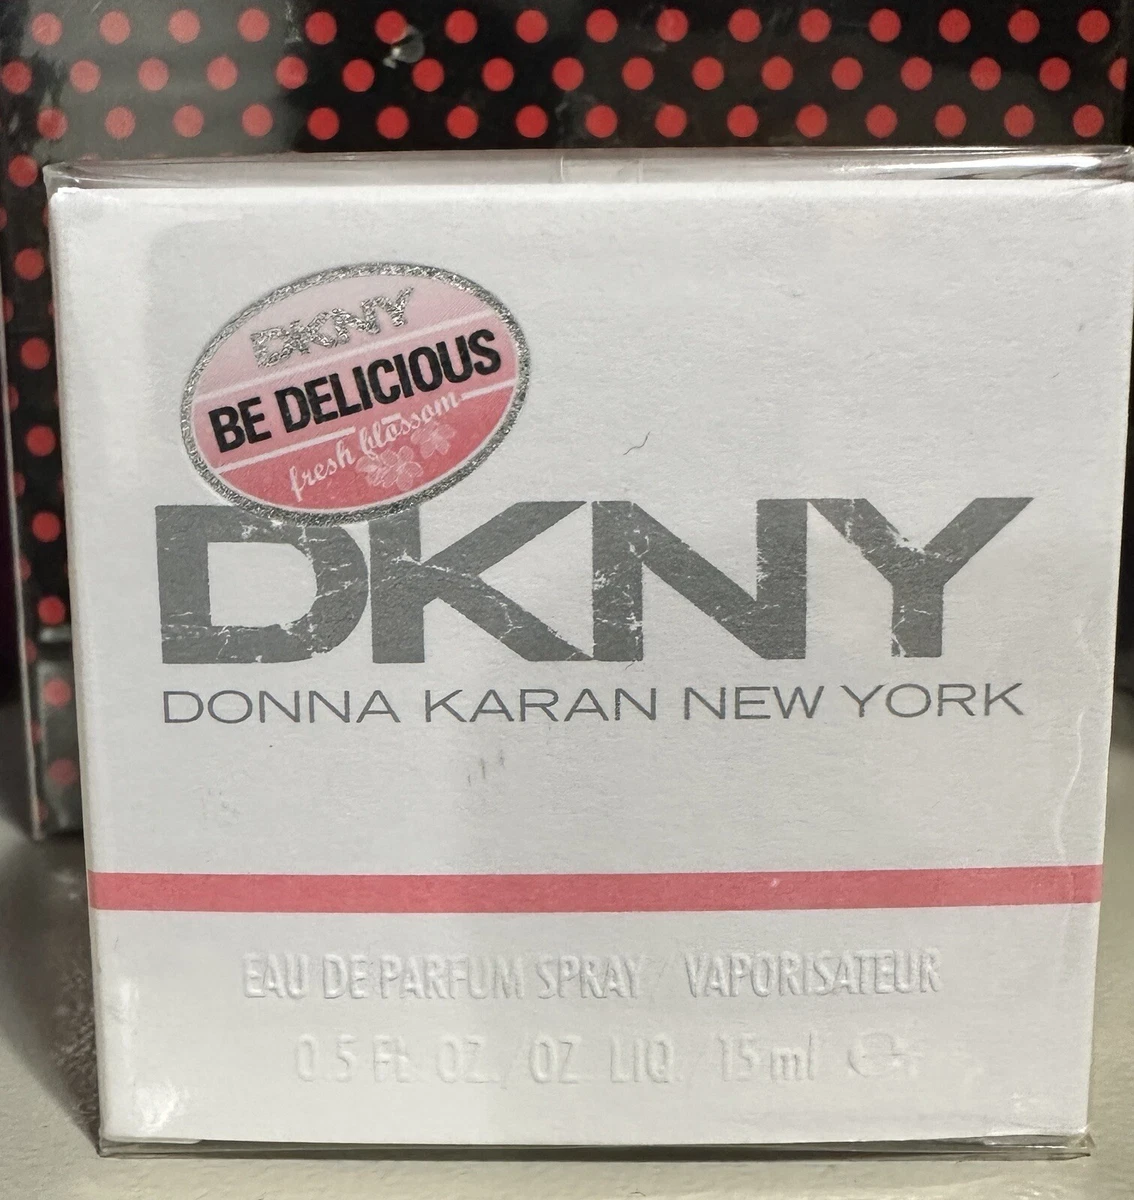 DKNY
BE DELICIOUS
fresh blossom
DKNY
DONNA KARAN NEW YORK
EAU DE PARFUM SPRAY / VAPORISATEUR
0.5 Ft. OZ. / OZ LIQ. / 15 ml e